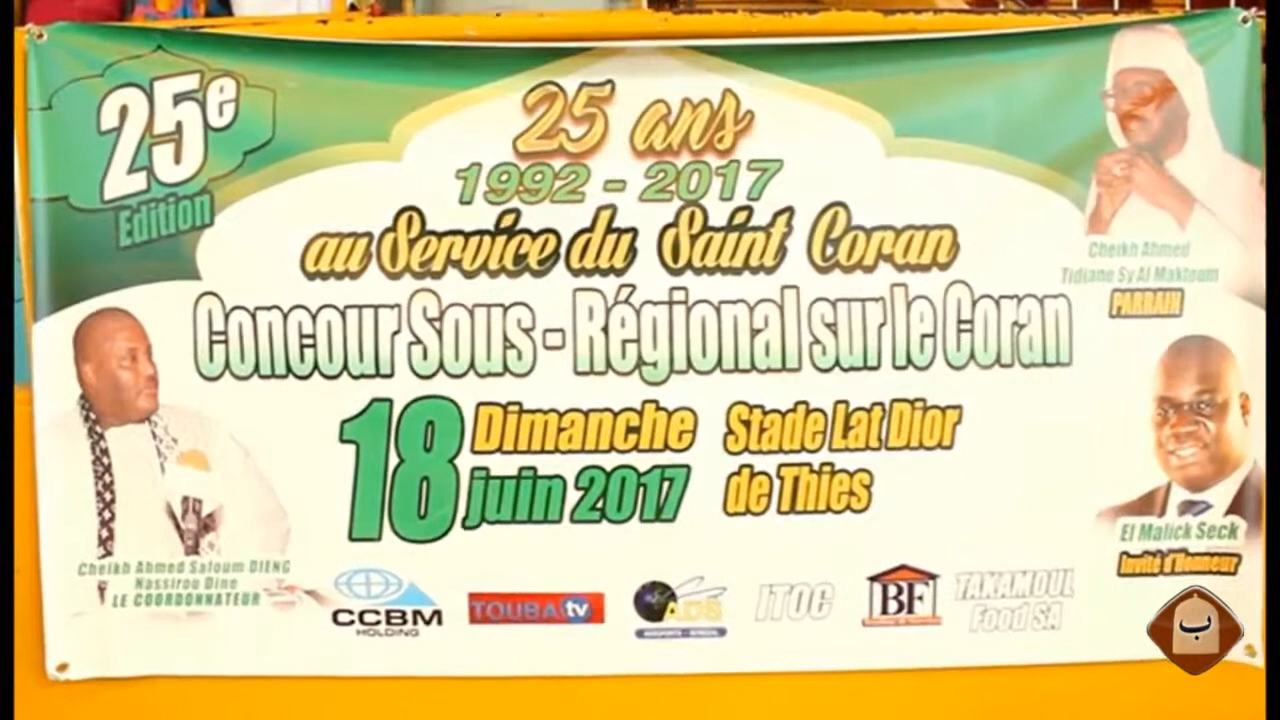 25e
Edition
25 ans
1992 - 2017
au Service du Saint Coran
Concour Sous - Régional sur le Coran
18 Dimanche
juin 2017
Stade Lat Dior
de Thies
Cheikh Ahmed
Tidiane Sy Al Maktoum
PARRAIN
El Malick Seck
Invité d'Honneur
Cheikh Ahmed Saloum DIENG
Nassirou Dine
LE COORDONNATEUR
CCBM
HOLDING
TOUBA tv
ADS
ITOC
BF
TAKAMOUL
Food SA
ب